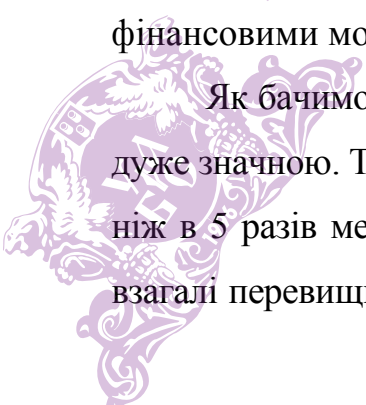 фінансовими мо
Як бачимо
дуже значною. Т
ніж в 5 разів ме
взагалі перевищ